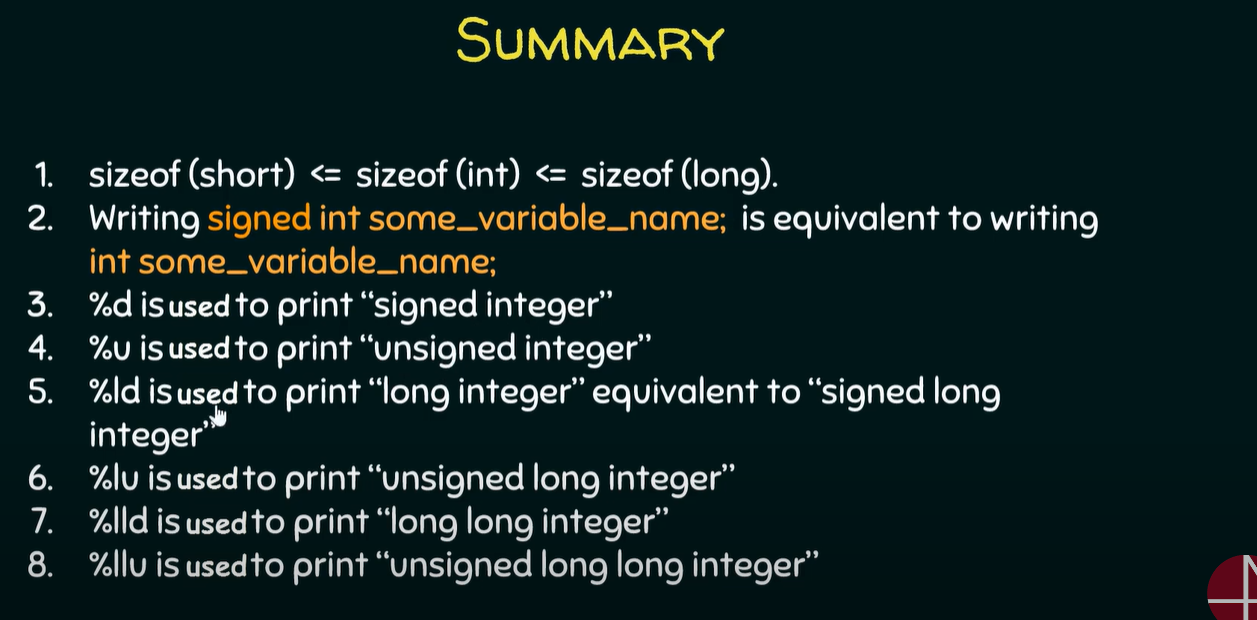 SUMMARY
1. sizeof (short) <= sizeof (int) <= sizeof (long).
2. Writing signed int some_variable_name; is equivalent to writing
int some_variable_name;
3. %d is used to print “signed integer”
4. %u is used to print “unsigned integer”
5. %ld is used to print “long integer” equivalent to “signed long
integer”
6. %lu is used to print “unsigned long integer”
7. %lld is used to print “long long integer”
8. %llu is used to print “unsigned long long integer”